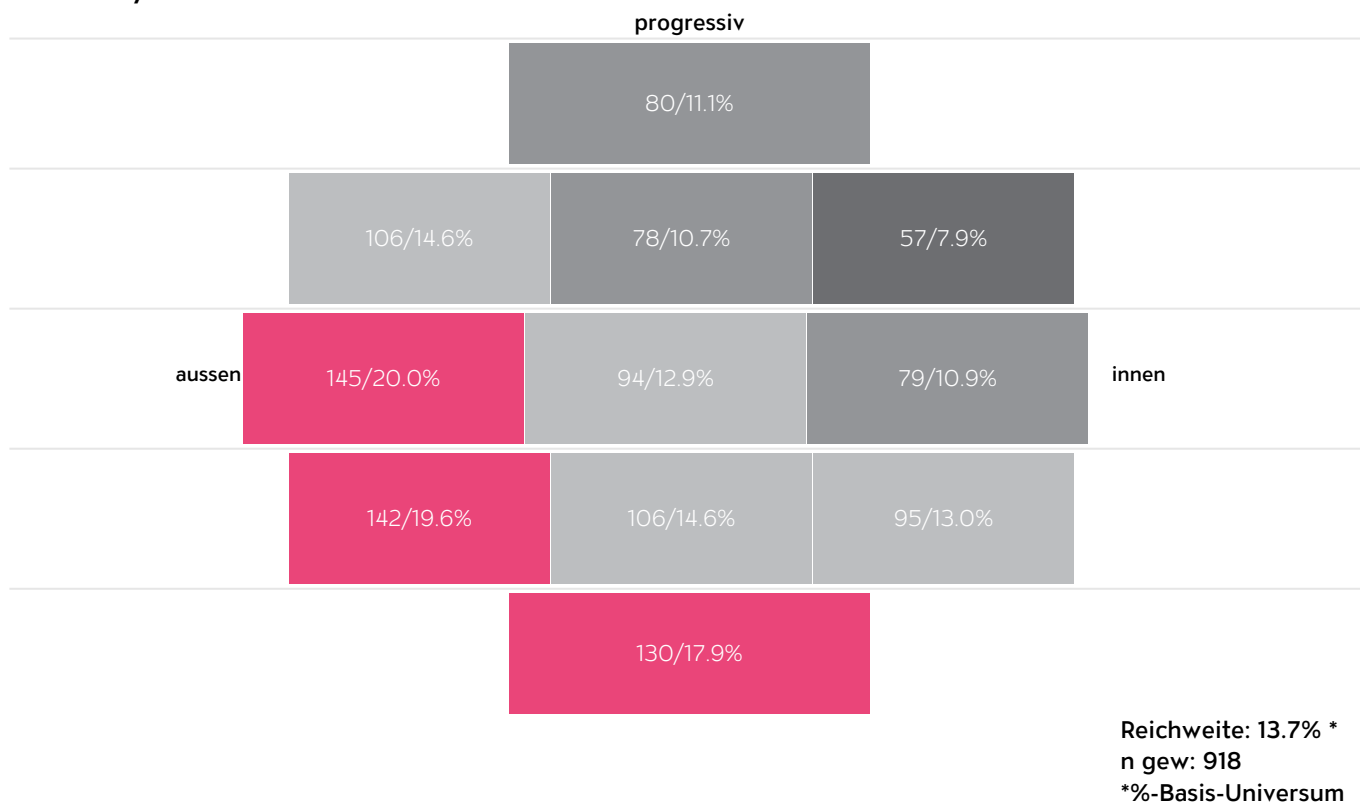 progressiv
80/11.1%
106/14.6% 78/10.7% 57/7.9%
aussen 145/20.0% 94/12.9% 79/10.9% innen
142/19.6% 106/14.6% 95/13.0%
130/17.9%
Reichweite: 13.7% *
n gew: 918
*%-Basis-Universum